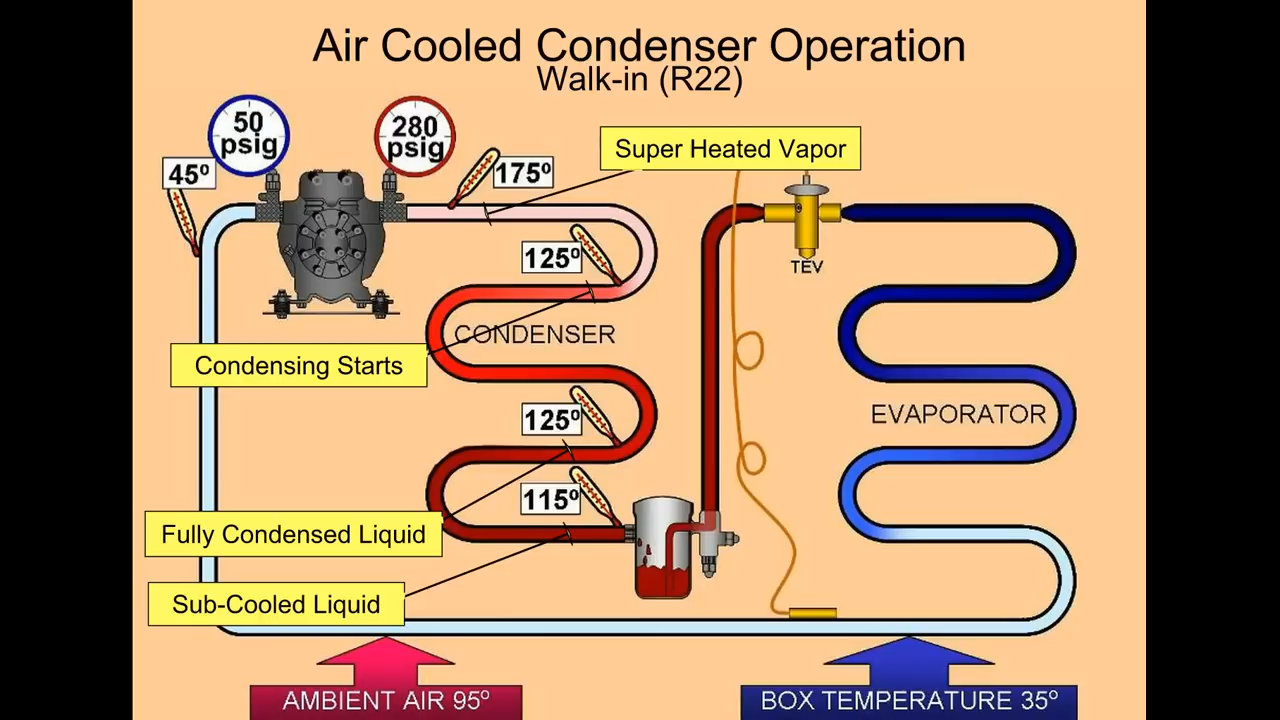 Air Cooled Condenser Operation
Walk-in (R22)
50
psig
280
psig
45º
175º
Super Heated Vapor
125º
TEV
CONDENSER
Condensing Starts
125º
EVAPORATOR
115º
Fully Condensed Liquid
Sub-Cooled Liquid
AMBIENT AIR 95º
BOX TEMPERATURE 35º